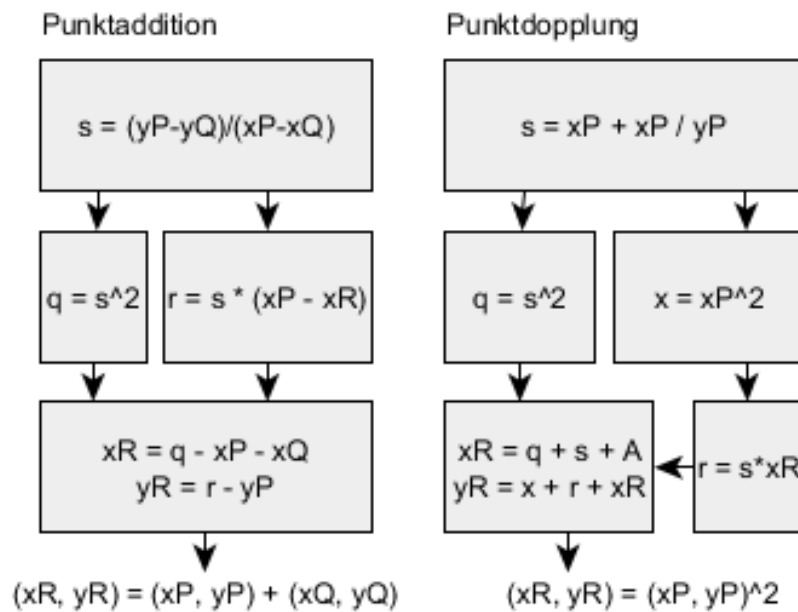 Punktaddition
s = (yP-yQ)/(xP-xQ)
q = s^2
r = s * (xP - xR)
xR = q - xP - xQ
yR = r - yP
(xR, yR) = (xP, yP) + (xQ, yQ)
Punktdopplung
s = xP + xP / yP
q = s^2
x = xP^2
xR = q + s + A
yR = x + r + xR
r = s*xR
(xR, yR) = (xP, yP)^2